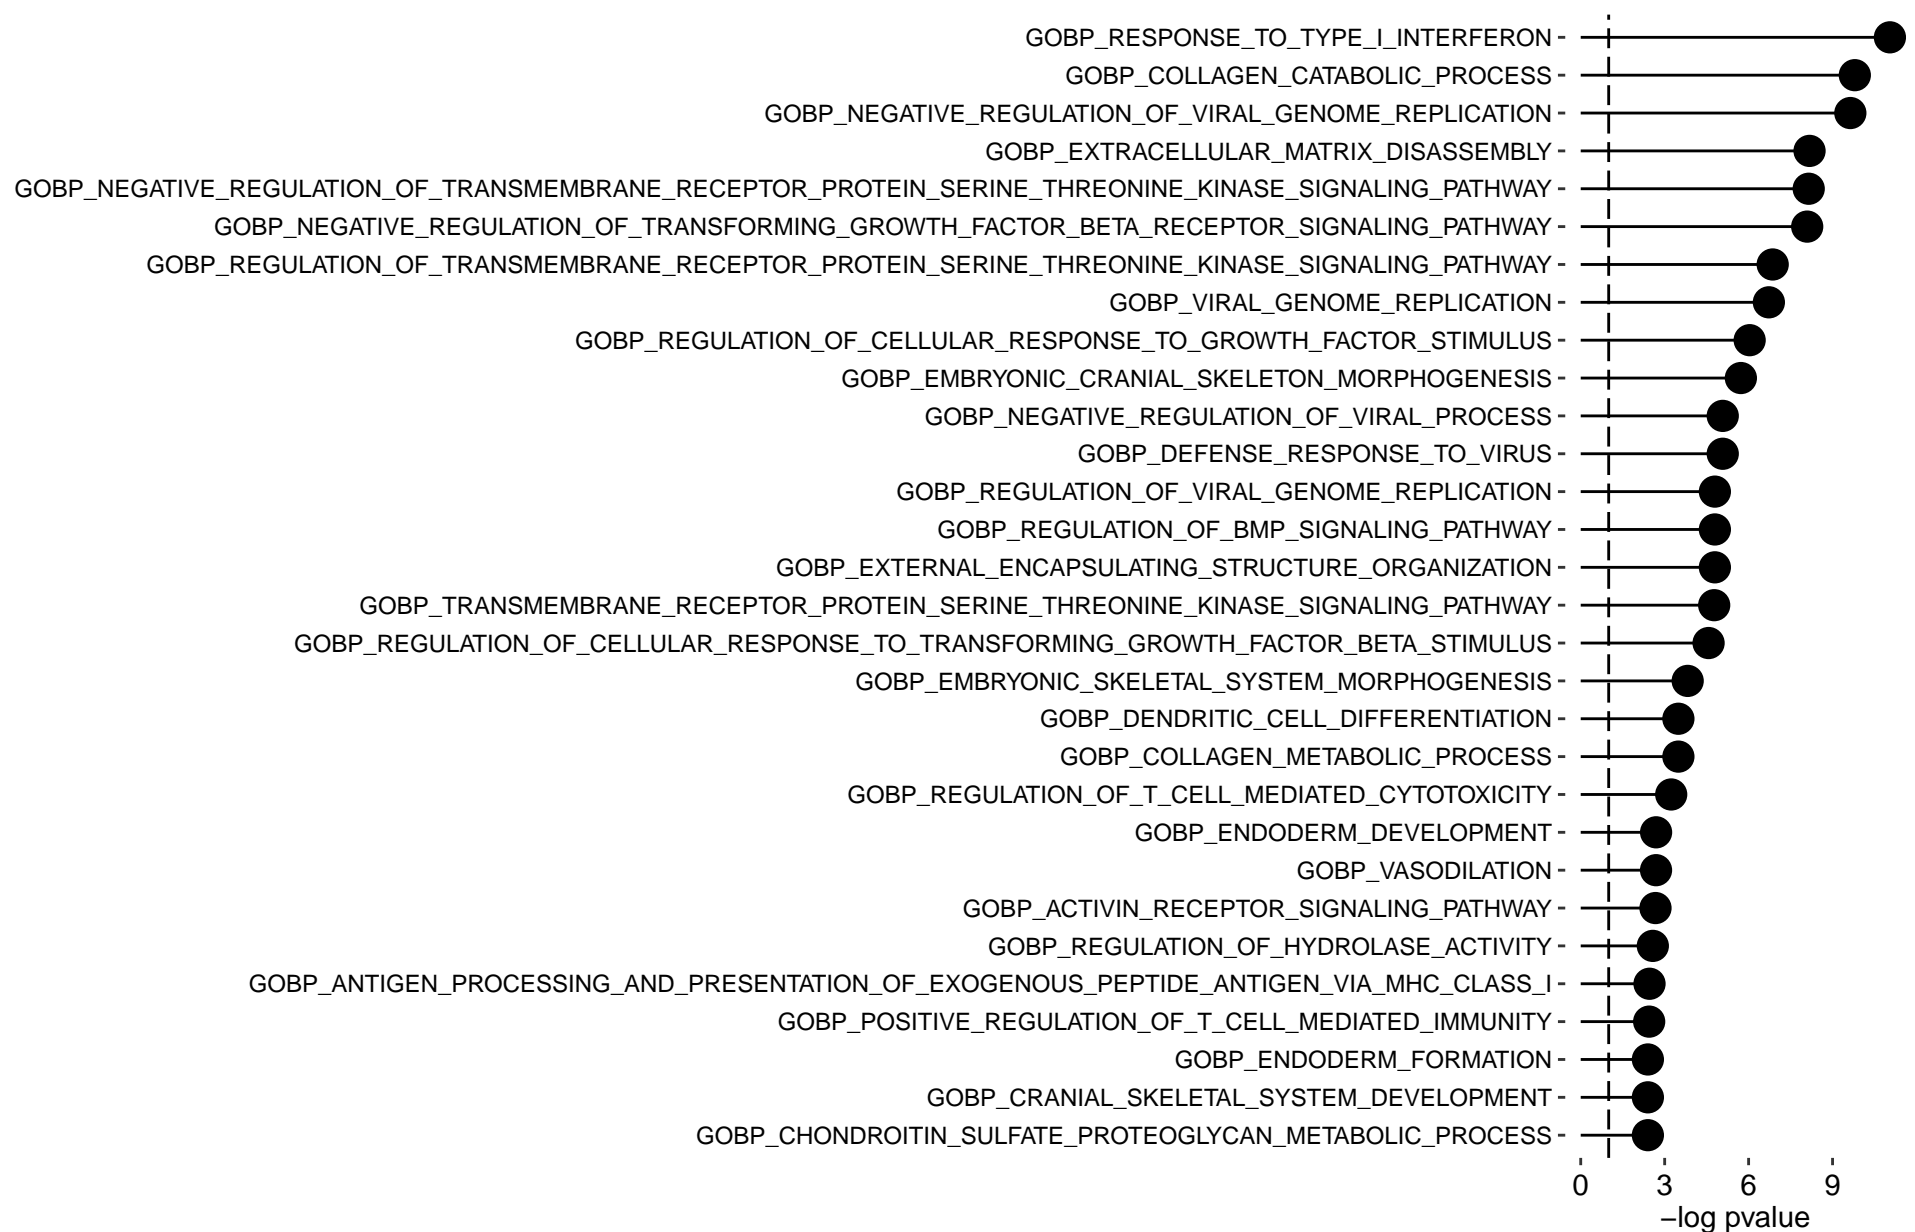 GOBP_RESPONSE_TO_TYPE_I_INTERFERON
GOBP_COLLAGEN_CATABOLIC_PROCESS
GOBP_NEGATIVE_REGULATION_OF_VIRAL_GENOME_REPLICATION
GOBP_EXTRACELLULAR_MATRIX_DISASSEMBLY
GOBP_NEGATIVE_REGULATION_OF_TRANSMEMBRANE_RECEPTOR_PROTEIN_SERINE_THREONINE_KINASE_SIGNALING_PATHWAY
GOBP_NEGATIVE_REGULATION_OF_TRANSFORMING_GROWTH_FACTOR_BETA_RECEPTOR_SIGNALING_PATHWAY
GOBP_REGULATION_OF_TRANSMEMBRANE_RECEPTOR_PROTEIN_SERINE_THREONINE_KINASE_SIGNALING_PATHWAY
GOBP_VIRAL_GENOME_REPLICATION
GOBP_REGULATION_OF_CELLULAR_RESPONSE_TO_GROWTH_FACTOR_STIMULUS
GOBP_EMBRYONIC_CRANIAL_SKELETON_MORPHOGENESIS
GOBP_NEGATIVE_REGULATION_OF_VIRAL_PROCESS
GOBP_DEFENSE_RESPONSE_TO_VIRUS
GOBP_REGULATION_OF_VIRAL_GENOME_REPLICATION
GOBP_REGULATION_OF_BMP_SIGNALING_PATHWAY
GOBP_EXTERNAL_ENCAPSULATING_STRUCTURE_ORGANIZATION
GOBP_TRANSMEMBRANE_RECEPTOR_PROTEIN_SERINE_THREONINE_KINASE_SIGNALING_PATHWAY
GOBP_REGULATION_OF_CELLULAR_RESPONSE_TO_TRANSFORMING_GROWTH_FACTOR_BETA_STIMULUS
GOBP_EMBRYONIC_SKELETAL_SYSTEM_MORPHOGENESIS
GOBP_DENDRITIC_CELL_DIFFERENTIATION
GOBP_COLLAGEN_METABOLIC_PROCESS
GOBP_REGULATION_OF_T_CELL_MEDIATED_CYTOTOXICITY
GOBP_ENDODERM_DEVELOPMENT
GOBP_VASODILATION
GOBP_ACTIVIN_RECEPTOR_SIGNALING_PATHWAY
GOBP_REGULATION_OF_HYDROLASE_ACTIVITY
GOBP_ANTIGEN_PROCESSING_AND_PRESENTATION_OF_EXOGENOUS_PEPTIDE_ANTIGEN_VIA_MHC_CLASS_I
GOBP_POSITIVE_REGULATION_OF_T_CELL_MEDIATED_IMMUNITY
GOBP_ENDODERM_FORMATION
GOBP_CRANIAL_SKELETAL_SYSTEM_DEVELOPMENT
GOBP_CHONDROITIN_SULFATE_PROTEOGLYCAN_METABOLIC_PROCESS
0 3 6 9
−log pvalue